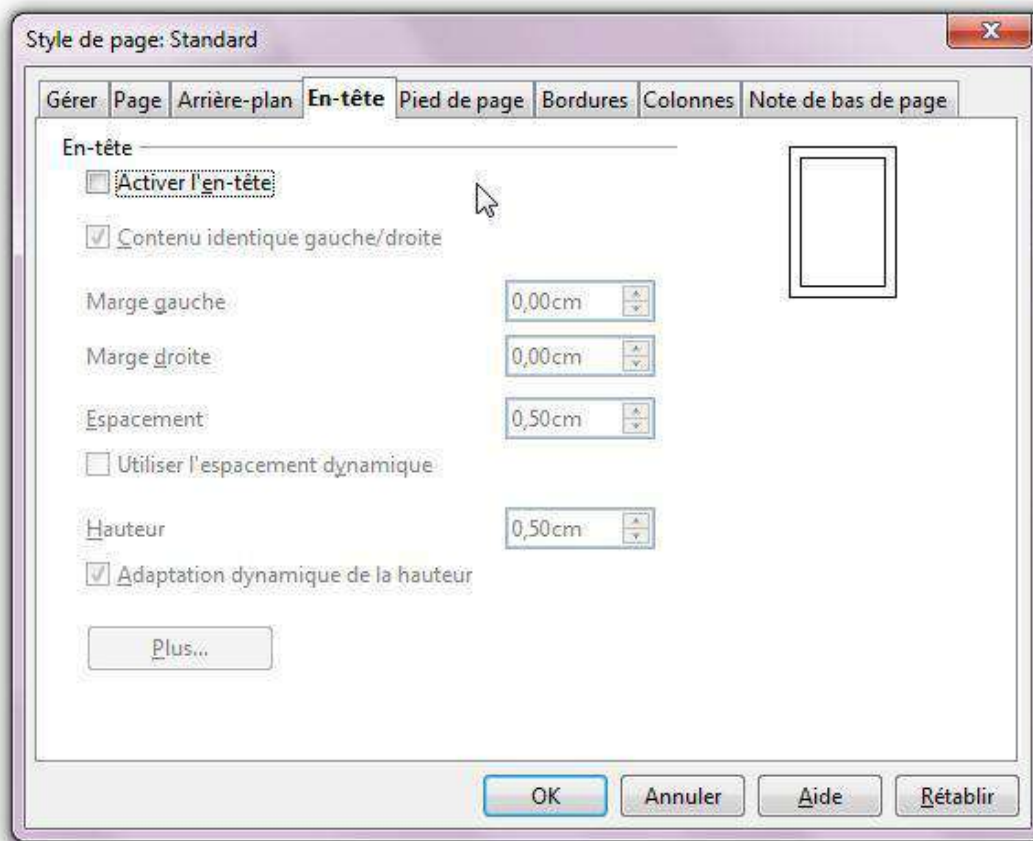 Style de page: Standard
Gérer Page Arrière-plan En-tête Pied de page Bordures Colonnes Note de bas de page
En-tête
Activer l'en-tête
Contenu identique gauche/droite
Marge gauche 0,00cm
Marge droite 0,00cm
Espacement 0,50cm
Utiliser l'espacement dynamique
Hauteur 0,50cm
Adaptation dynamique de la hauteur
Plus...
OK Annuler Aide Rétablir